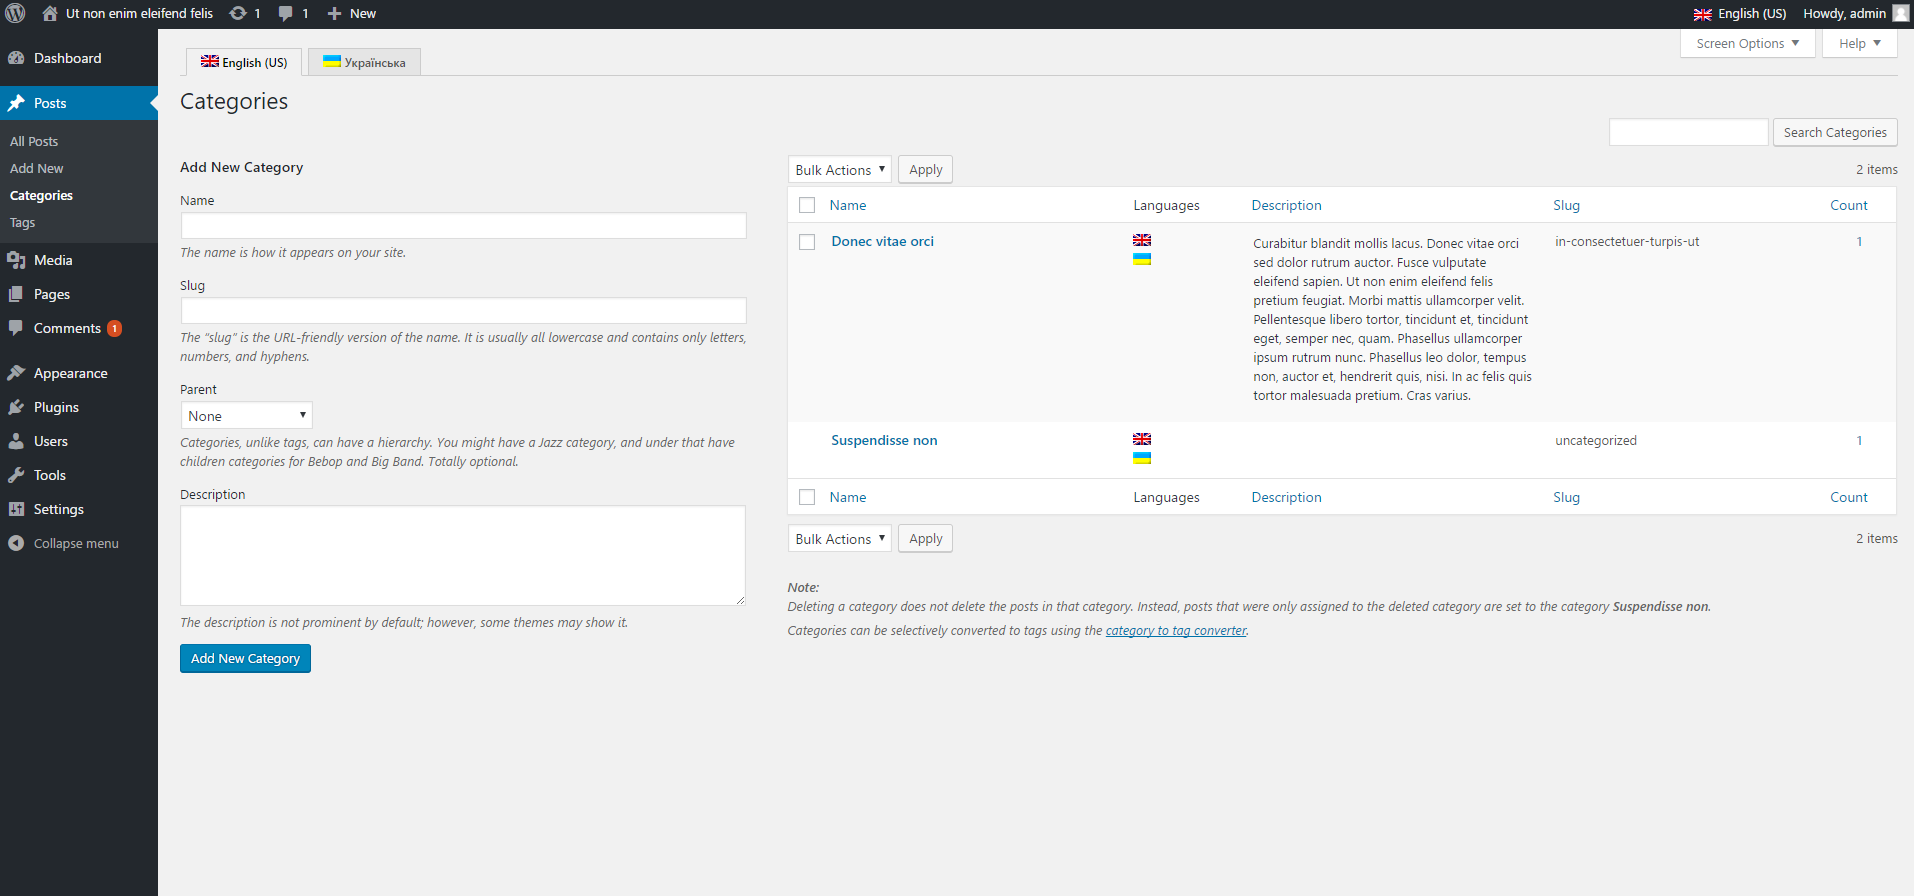 Ut non enim eleifend felis 1 1 New English (US) Howdy, admin
Screen Options Help
English (US) Українська
Dashboard
Posts
All Posts
Add New
Categories
Tags
Media
Pages
Comments 1
Appearance
Plugins
Users
Tools
Settings
Collapse menu
Categories
Search Categories
Add New Category
Name
The name is how it appears on your site.
Slug
The “slug” is the URL-friendly version of the name. It is usually all lowercase and contains only letters,
numbers, and hyphens.
Parent
None
Categories, unlike tags, can have a hierarchy. You might have a Jazz category, and under that have
children categories for Bebop and Big Band. Totally optional.
Description
The description is not prominent by default; however, some themes may show it.
Add New Category
Bulk Actions Apply 2 items
Name Languages Description Slug Count
Donec vitae orci
Curabitur blandit mollis lacus. Donec vitae orci
sed dolor rutrum auctor. Fusce vulputate
eleifend sapien. Ut non enim eleifend felis
pretium feugiat. Morbi mattis ullamcorper velit.
Pellentesque libero tortor, tincidunt et, tincidunt
eget, semper nec, quam. Phasellus ullamcorper
ipsum rutrum nunc. Phasellus leo dolor, tempus
non, auctor et, hendrerit quis, nisi. In ac felis quis
tortor malesuada pretium. Cras varius.
in-consectetuer-turpis-ut 1
Suspendisse non uncategorized 1
Name Languages Description Slug Count
Bulk Actions Apply 2 items
Note:
Deleting a category does not delete the posts in that category. Instead, posts that were only assigned to the deleted category are set to the category Suspendisse non.
Categories can be selectively converted to tags using the category to tag converter.